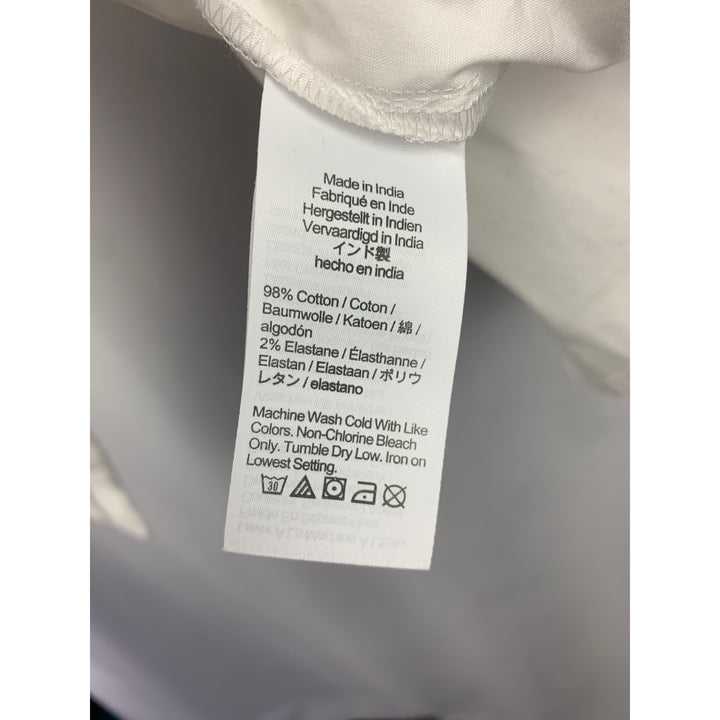 Made in India
Fabriqué en Inde
Hergestellt in Indien
Vervaardigd in India
インド製
hecho en india
98% Cotton / Coton /
Baumwolle / Katoen / 綿 /
algodón
2% Elastane / Élasthanne /
Elastan / Elastaan / ポリウ
レタン / elastano
Machine Wash Cold With Like
Colors. Non-Chlorine Bleach
Only. Tumble Dry Low. Iron on
Lowest Setting.
30